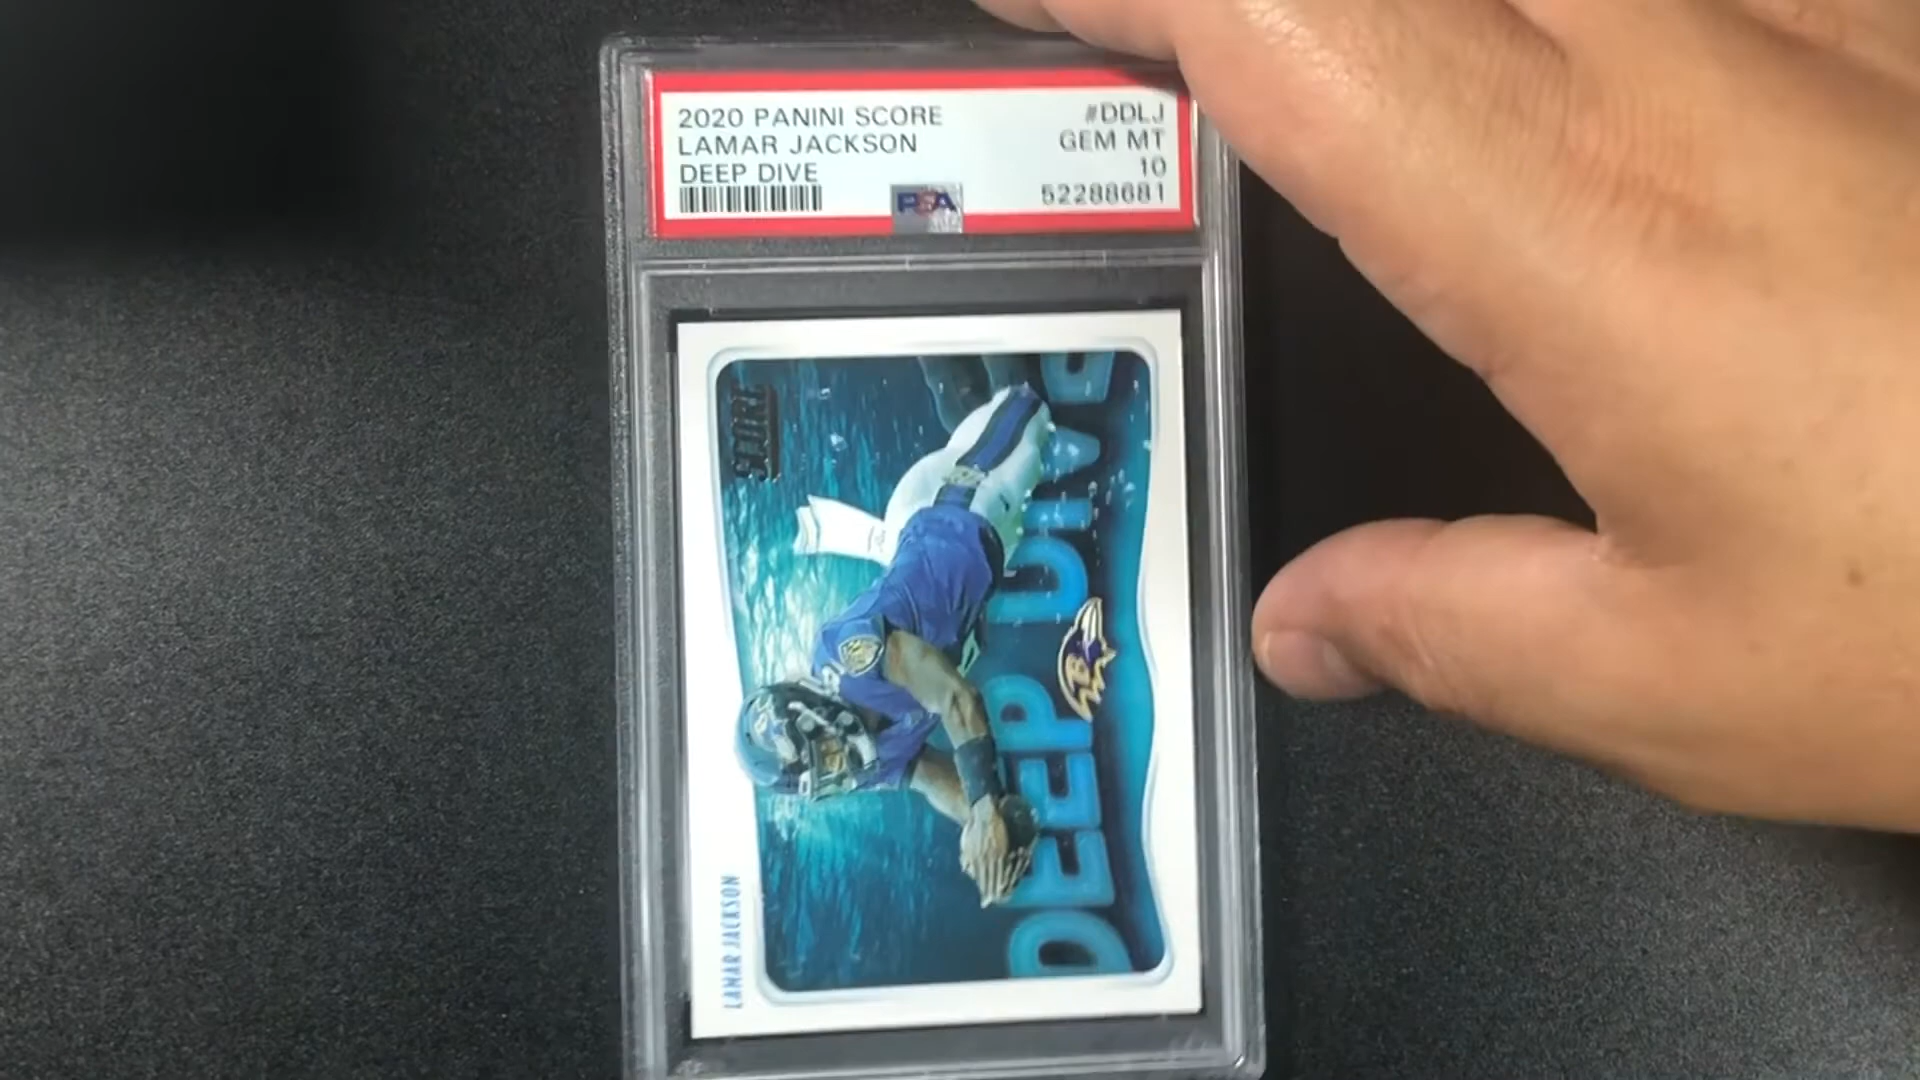 2020 PANINI SCORE #DDLJ
LAMAR JACKSON GEM MT
DEEP DIVE 10
52288681
PSA
SCORE
DEEP DIVE
LAMAR JACKSON